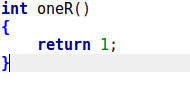 int oneR()
{
    return 1;
}